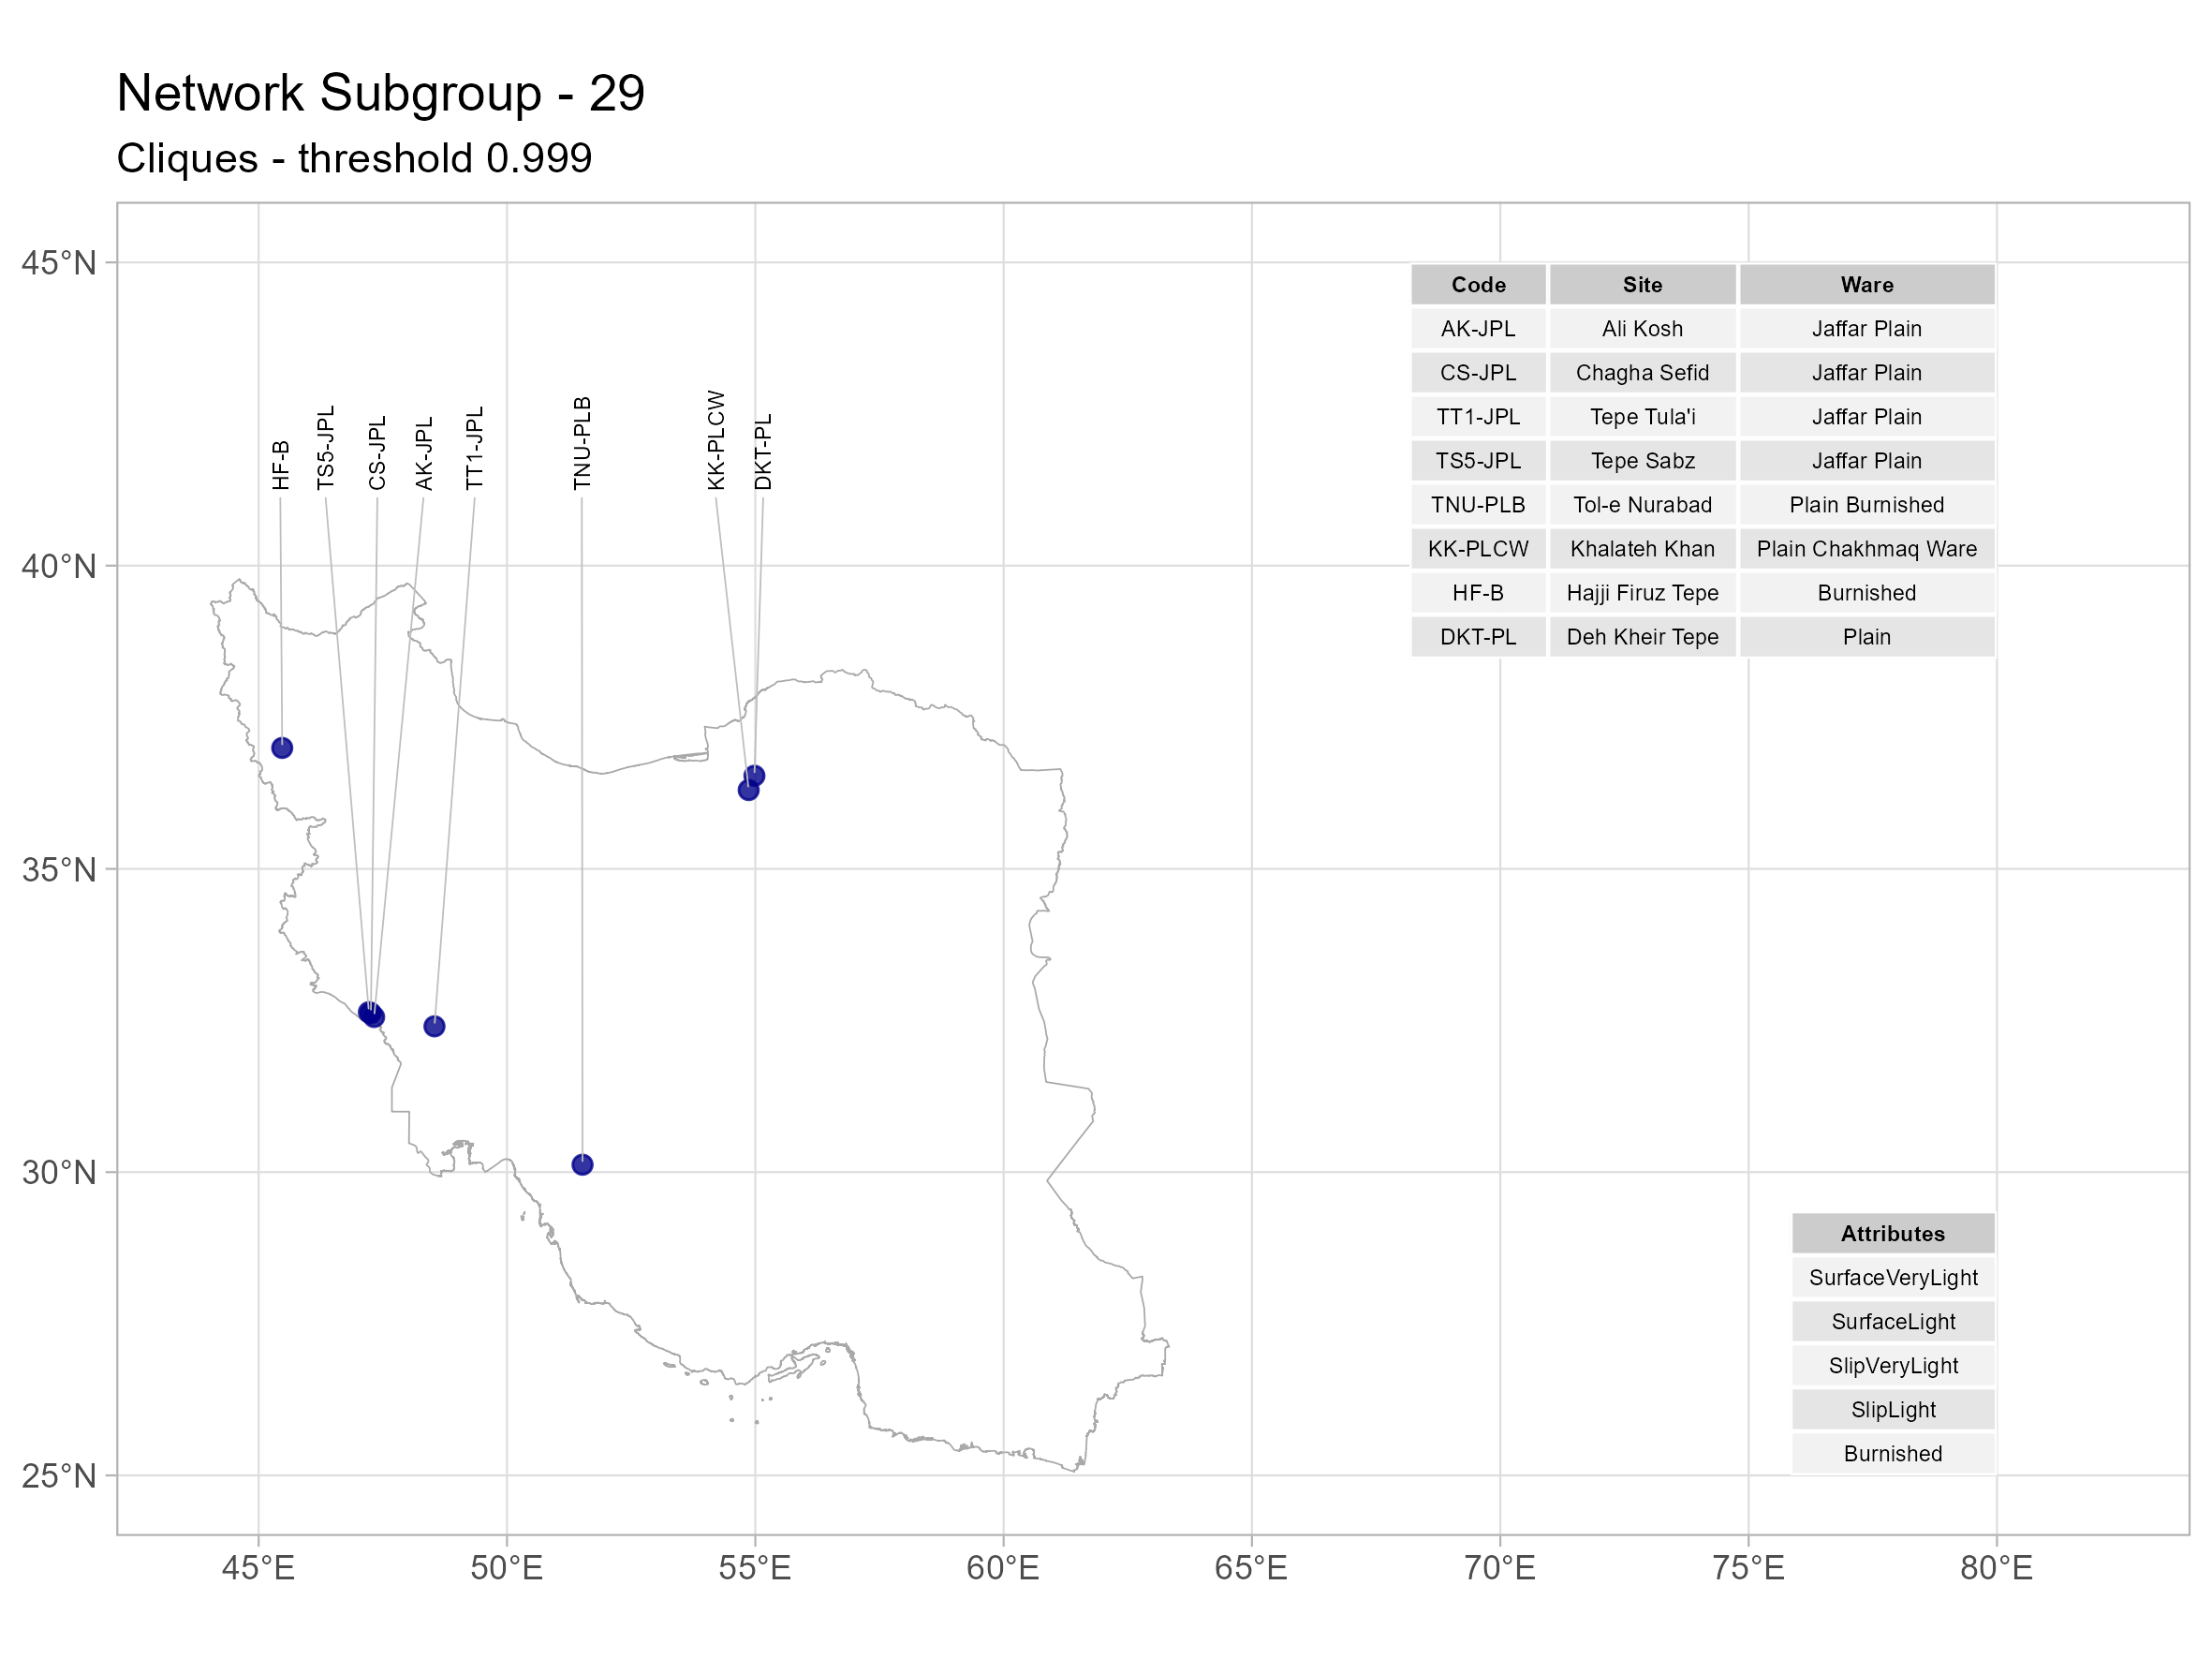 Network Subgroup - 29
Cliques - threshold 0.999
45°N
40°N
35°N
30°N
25°N
HF-B
TS5-JPL
CS-JPL
AK-JPL
TT1-JPL
TNU-PLB
KK-PLCW
DKT-PL
Code Site Ware
AK-JPL Ali Kosh Jaffar Plain
CS-JPL Chagha Sefid Jaffar Plain
TT1-JPL Tepe Tula'i Jaffar Plain
TS5-JPL Tepe Sabz Jaffar Plain
TNU-PLB Tol-e Nurabad Plain Burnished
KK-PLCW Khalateh Khan Plain Chakhmaq Ware
HF-B Hajji Firuz Tepe Burnished
DKT-PL Deh Kheir Tepe Plain
Attributes
SurfaceVeryLight
SurfaceLight
SlipVeryLight
SlipLight
Burnished
45°E 50°E 55°E 60°E 65°E 70°E 75°E 80°E